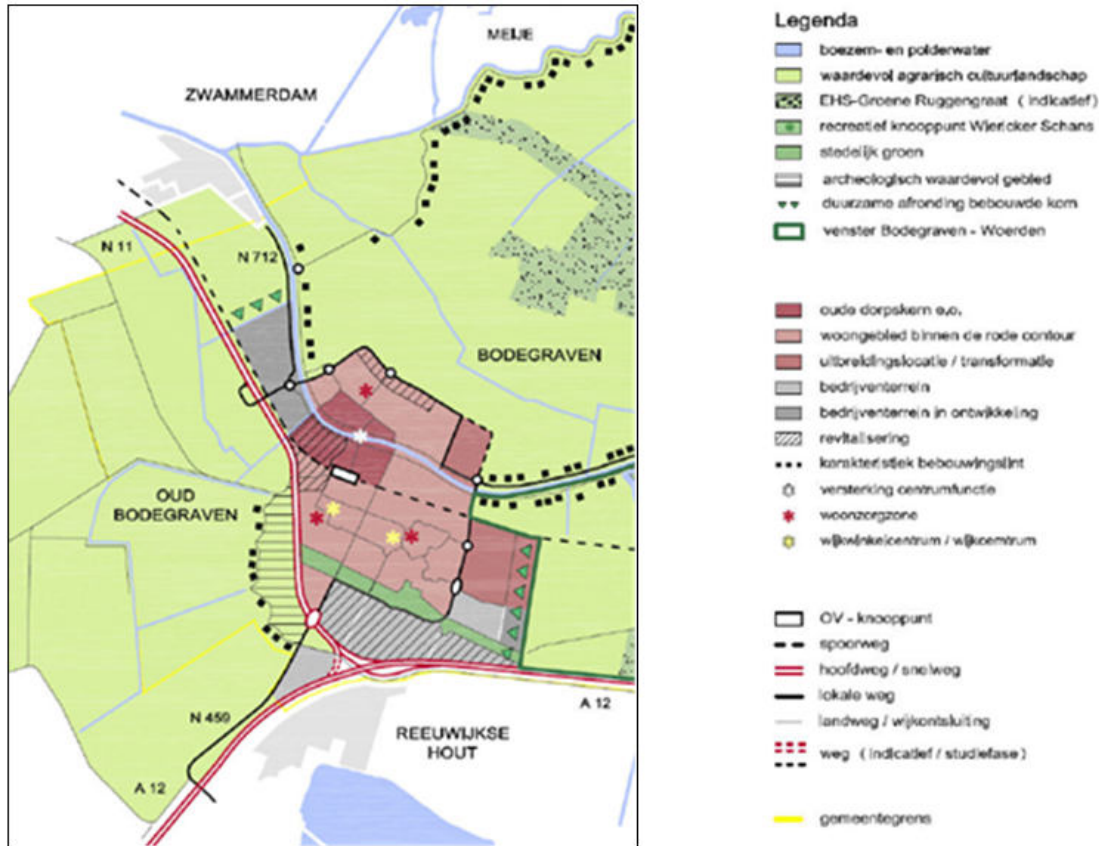 MEIJE
ZWAMMERDAM
N 11
N 712
BODEGRAVEN
OUD
BODEGRAVEN
N 459
A 12
REEUWIJKSE
HOUT
A 12
Legenda
boezem- en polderwater
waardevol agrarisch cultuurlandschap
EHS-Groene Ruggengraat ( indicatief )
recreatief knooppunt Wiericker Schans
stedelijk groen
archeologisch waardevol gebied
duurzame afronding bebouwde kom
venster Bodegraven - Woerden
oude dorpskern e.o.
woongebied binnen de rode contour
uitbreidingslocatie / transformatie
bedrijventerrein
bedrijventerrein in ontwikkeling
revitalisering
karakteristiek bebouwingslint
versterking centrumfunctie
woonzorgzone
wijkwinkelcentrum / wijkcentrum
OV - knooppunt
spoorweg
hoofdweg / snelweg
lokale weg
landweg / wijkontsluiting
weg ( indicatief / studiefase )
gemeentegrens